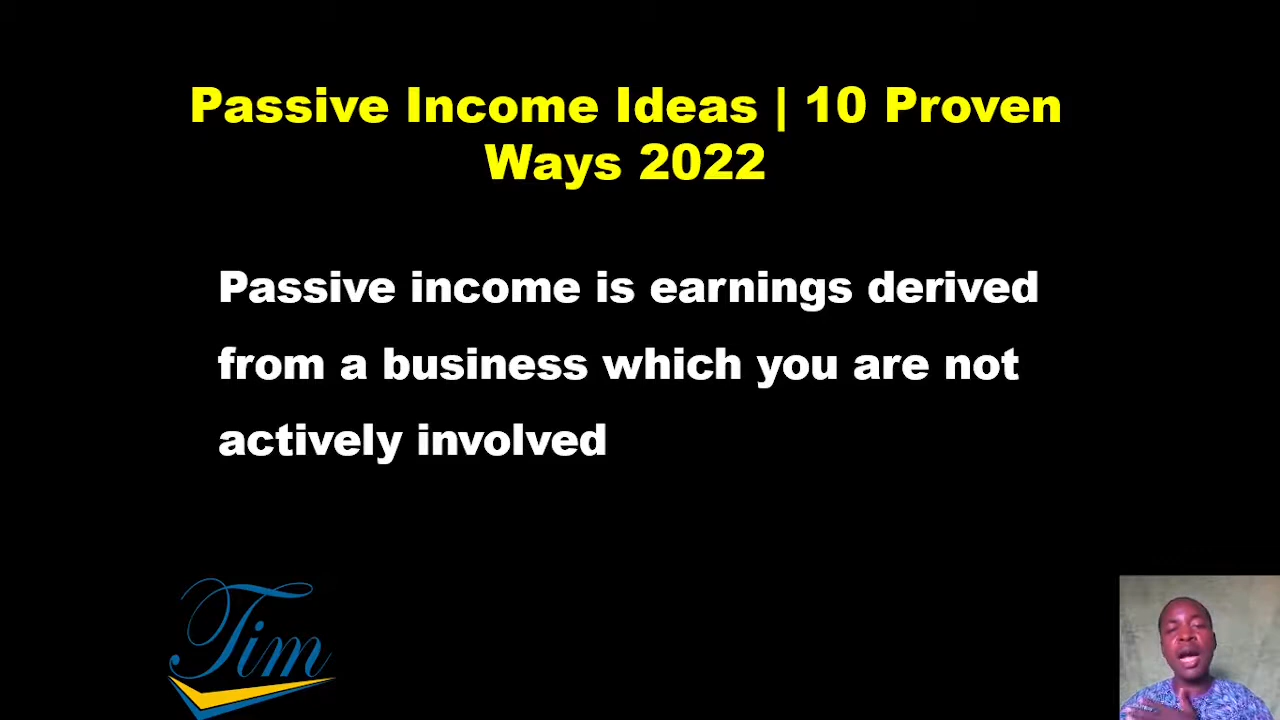 Passive Income Ideas | 10 Proven
Ways 2022
Passive income is earnings derived
from a business which you are not
actively involved
Tim